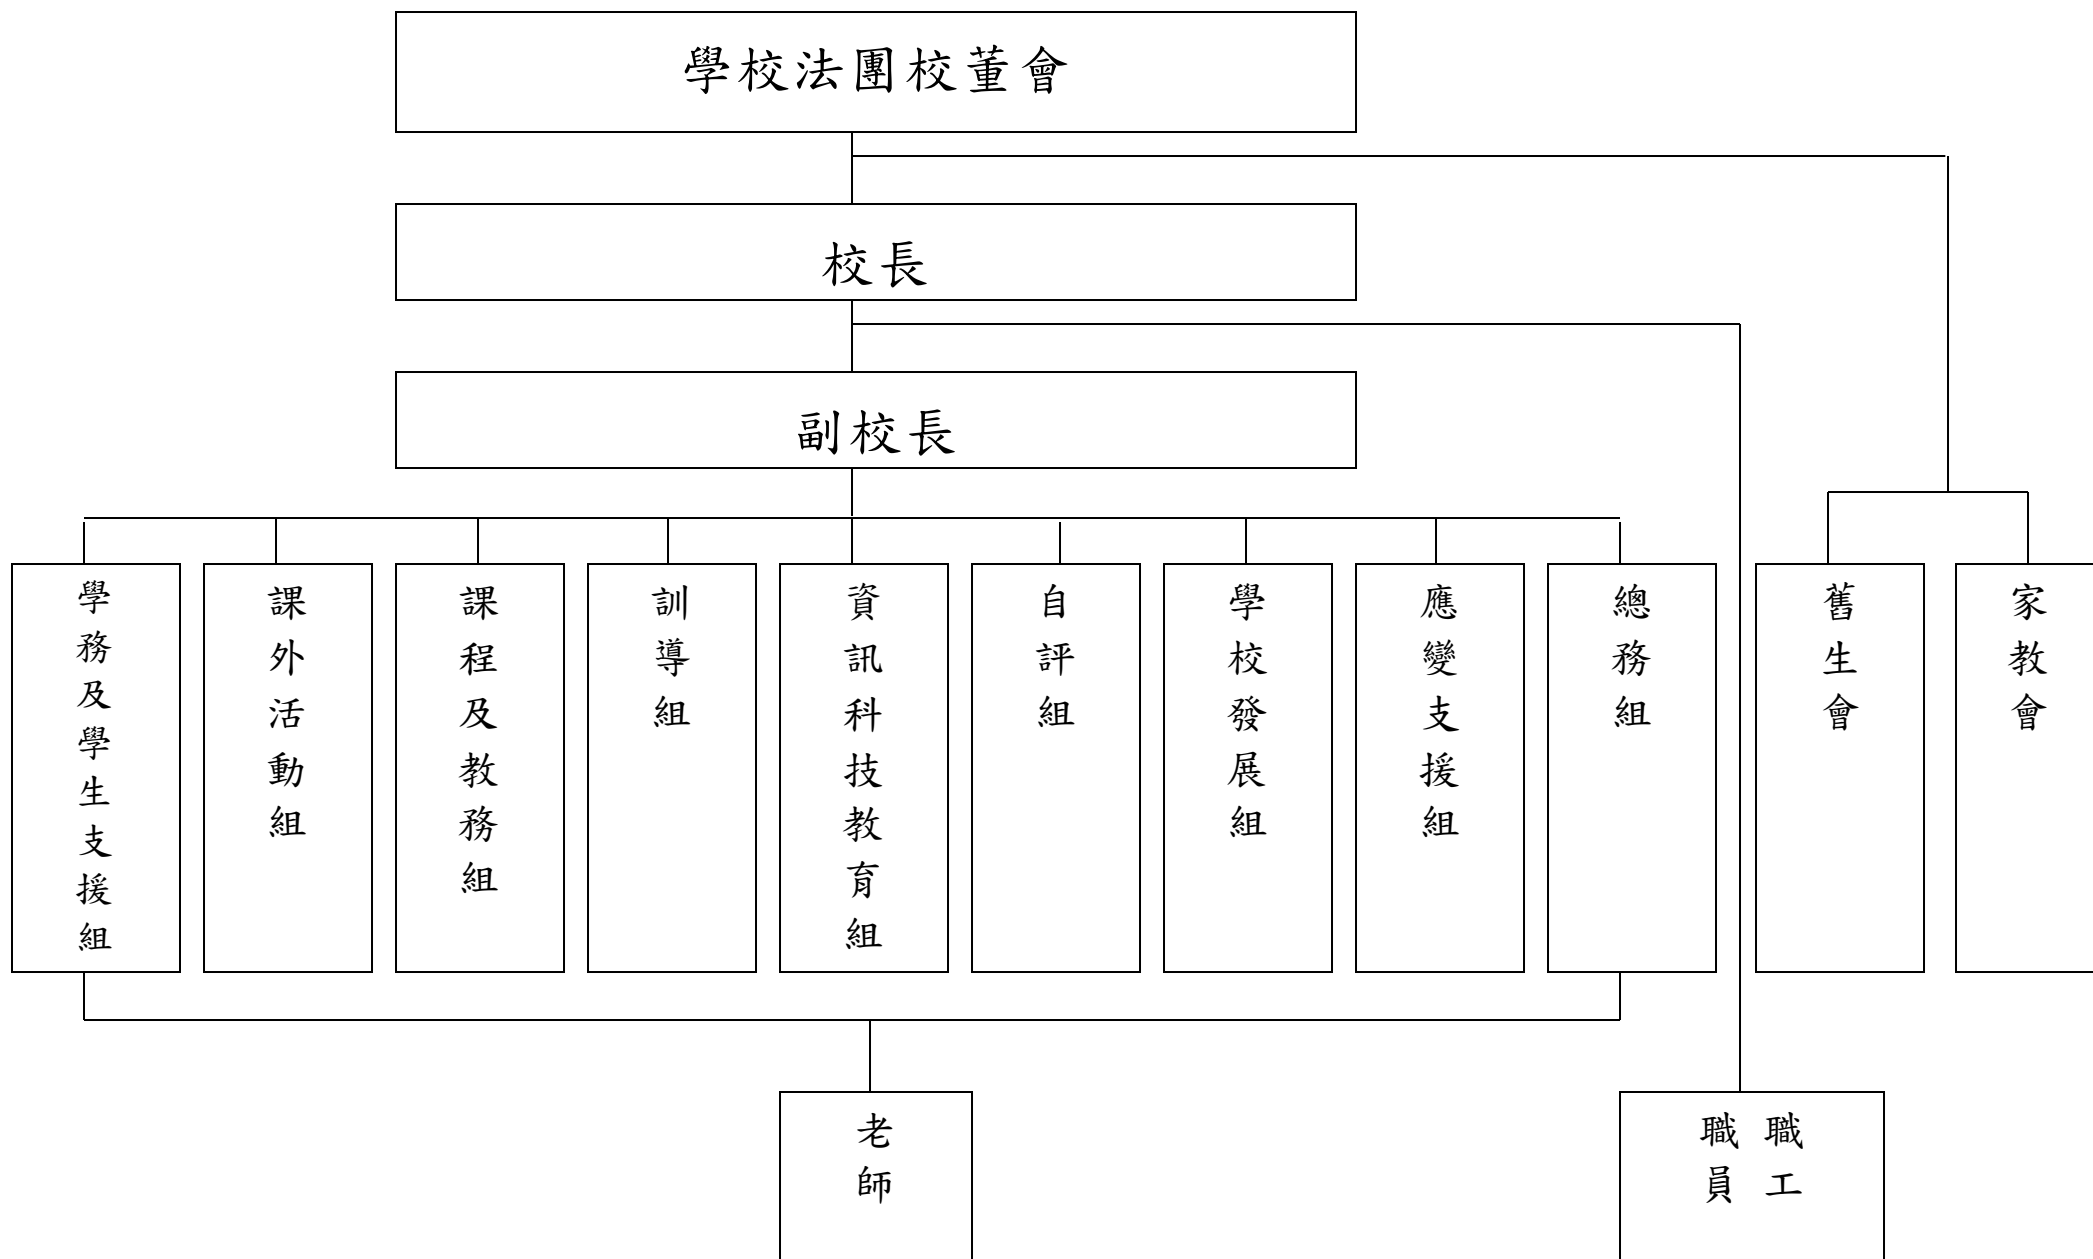 學校法團校董會
校長
副校長
學務及學生支援組
課外活動組
課程及教務組
訓導組
資訊科技教育組
自評組
學校發展組
應變支援組
總務組
舊生會
家教會
老師
職員
職工